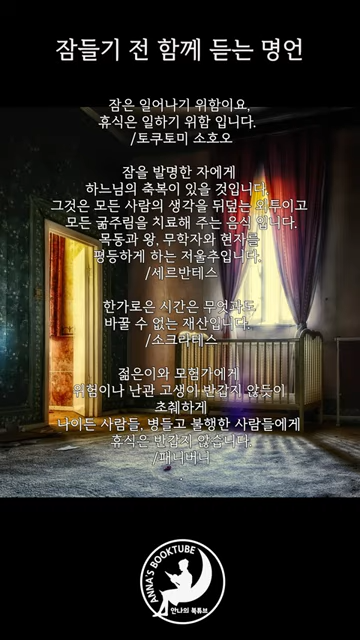 잠들기 전 함께 듣는 명언
잠은 일어나기 위함이요,
휴식은 일하기 위함 입니다.
/토쿠토미 소호오
잠을 발명한 자에게
하느님의 축복이 있을 것입니다.
그것은 모든 사람의 생각을 뒤덮는 외투이고
모든 굶주림을 치료해 주는 음식 입니다.
목동과 왕, 무학자와 현자를
평등하게 하는 저울추입니다.
/세르반테스
한가로운 시간은 무엇과도
바꿀 수 없는 재산입니다.
/소크라테스
젊은이와 모험가에게
위험이나 난관 고생이 반갑지 않듯이
초췌하게
나이든 사람들, 병들고 불행한 사람들에게
휴식은 반갑지 않습니다.
/패니버니
ANNA'S BOOKTUBE
안나의 북튜브